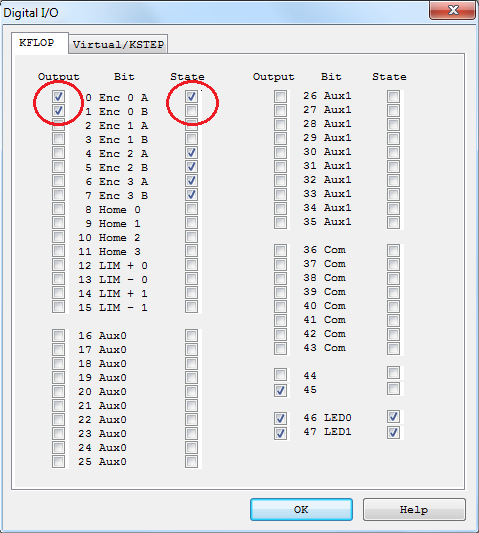 Digital I/O
KFLOP
Virtual/KSTEP
Output Bit State
0 Enc 0 A
1 Enc 0 B
2 Enc 1 A
3 Enc 1 B
4 Enc 2 A
5 Enc 2 B
6 Enc 3 A
7 Enc 3 B
8 Home 0
9 Home 1
10 Home 2
11 Home 3
12 LIM + 0
13 LIM - 0
14 LIM + 1
15 LIM - 1
16 Aux0
17 Aux0
18 Aux0
19 Aux0
20 Aux0
21 Aux0
22 Aux0
23 Aux0
24 Aux0
25 Aux0
Output Bit State
26 Aux1
27 Aux1
28 Aux1
29 Aux1
30 Aux1
31 Aux1
32 Aux1
33 Aux1
34 Aux1
35 Aux1
36 Com
37 Com
38 Com
39 Com
40 Com
41 Com
42 Com
43 Com
44
45
46 LED0
47 LED1
OK
Help